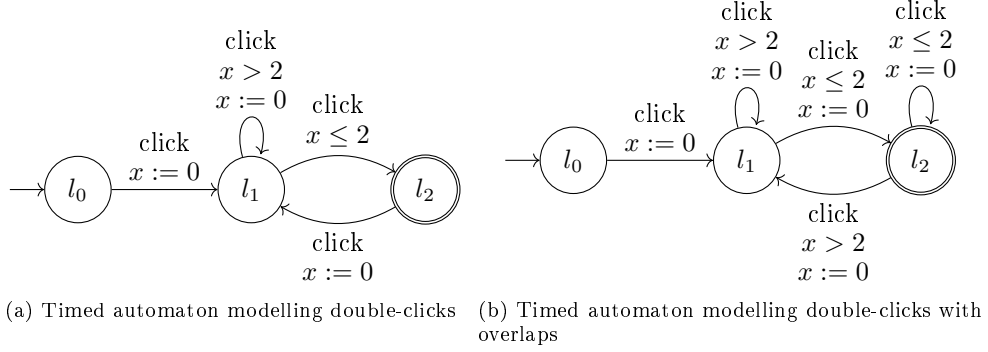 click
x > 2
x := 0
click
x ≤ 2
click
x := 0
l₀
l₁
l₂
click
x := 0
(a) Timed automaton modelling double-clicks
click
x > 2
x := 0
click
x ≤ 2
x := 0
click
x ≤ 2
x := 0
click
x := 0
l₀
l₁
l₂
click
x > 2
x := 0
(b) Timed automaton modelling double-clicks with
overlaps